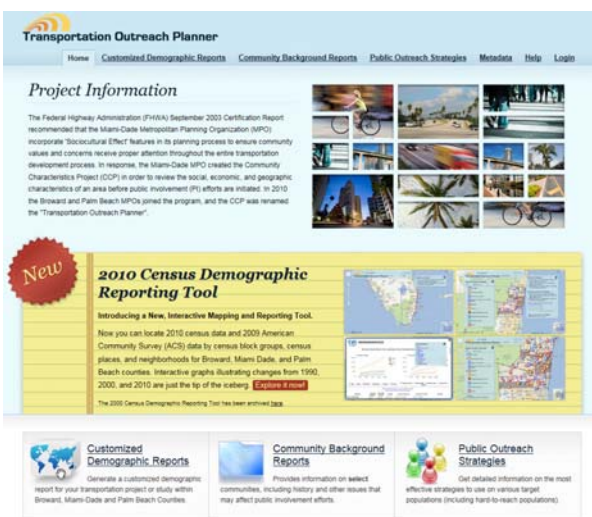 Transportation Outreach Planner
Home Customized Demographic Reports Community Background Reports Public Outreach Strategies Metadata Help Login
Project Information
The Federal Highway Administration (FHWA) September 2003 Certification Report
recommended that the Miami-Dade Metropolitan Planning Organization (MPO)
incorporate 'Sociocultural Effect' features in its planning process to ensure community
values and concerns receive proper attention throughout the entire transportation
development process. In response, the Miami-Dade MPO created the Community
Characteristics Project (CCP) in order to review the social, economic, and geographic
characteristics of an area before public involvement (PI) efforts are initiated. In 2010
the Broward and Palm Beach MPOs joined the program, and the CCP was renamed
the "Transportation Outreach Planner".
New
2010 Census Demographic
Reporting Tool
Introducing a New, Interactive Mapping and Reporting Tool.
Now you can locate 2010 census data and 2009 American
Community Survey (ACS) data by census block groups, census
places, and neighborhoods for Broward, Miami Dade, and Palm
Beach counties. Interactive graphs illustrating changes from 1990,
2000, and 2010 are just the tip of the iceberg. Explore it now!
The 2000 Census Demographic Reporting Tool has been archived here.
Customized
Demographic Reports
Generate a customized demographic
report for your transportation project or study within
Broward, Miami-Dade and Palm Beach Counties.
Community Background
Reports
Provides information on select
communities, including history and other issues that
may affect public involvement efforts.
Public Outreach
Strategies
Get detailed information on the most
effective strategies to use on various target
populations (including hard-to-reach populations)